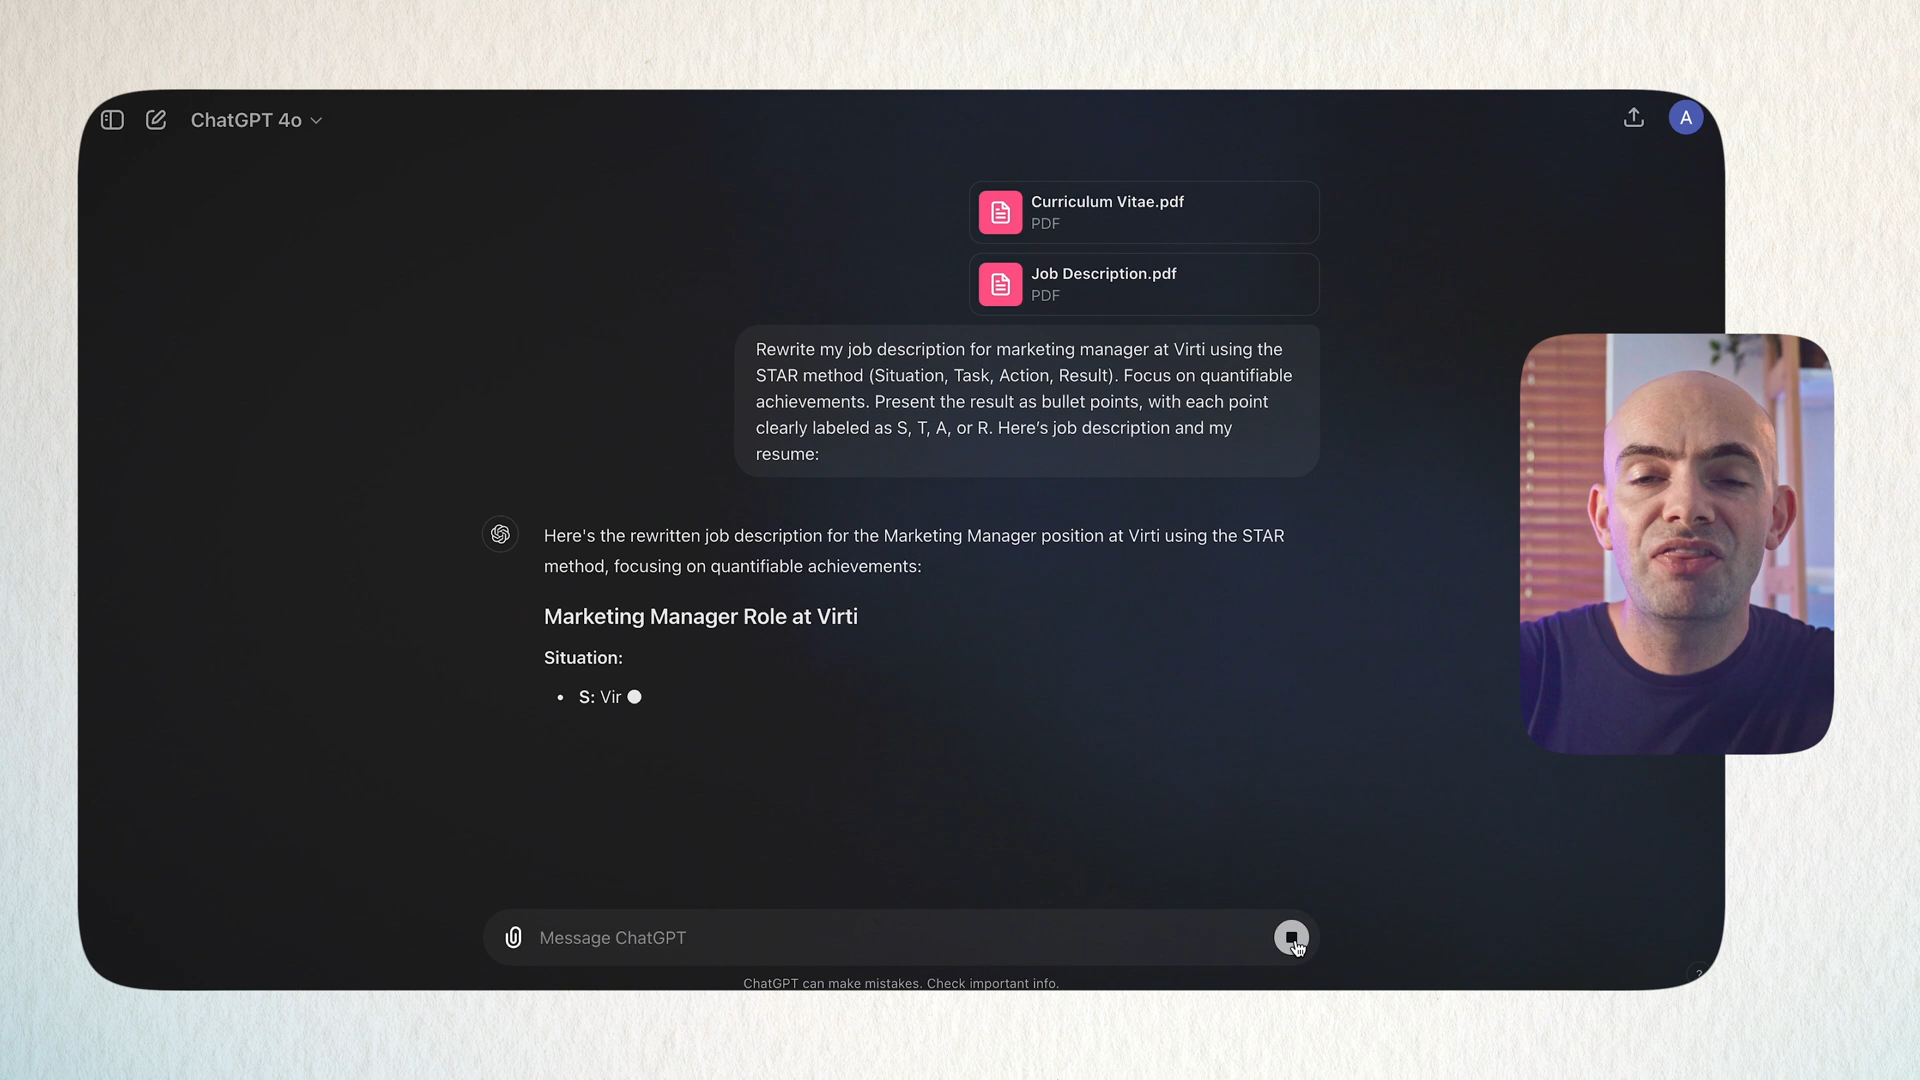 ChatGPT 4o
A
Curriculum Vitae.pdf
PDF
Job Description.pdf
PDF
Rewrite my job description for marketing manager at Virti using the
STAR method (Situation, Task, Action, Result). Focus on quantifiable
achievements. Present the result as bullet points, with each point
clearly labeled as S, T, A, or R. Here's job description and my
resume:
Here's the rewritten job description for the Marketing Manager position at Virti using the STAR
method, focusing on quantifiable achievements:
Marketing Manager Role at Virti
Situation:
• S: Vir
Message ChatGPT
ChatGPT can make mistakes. Check important info.
?